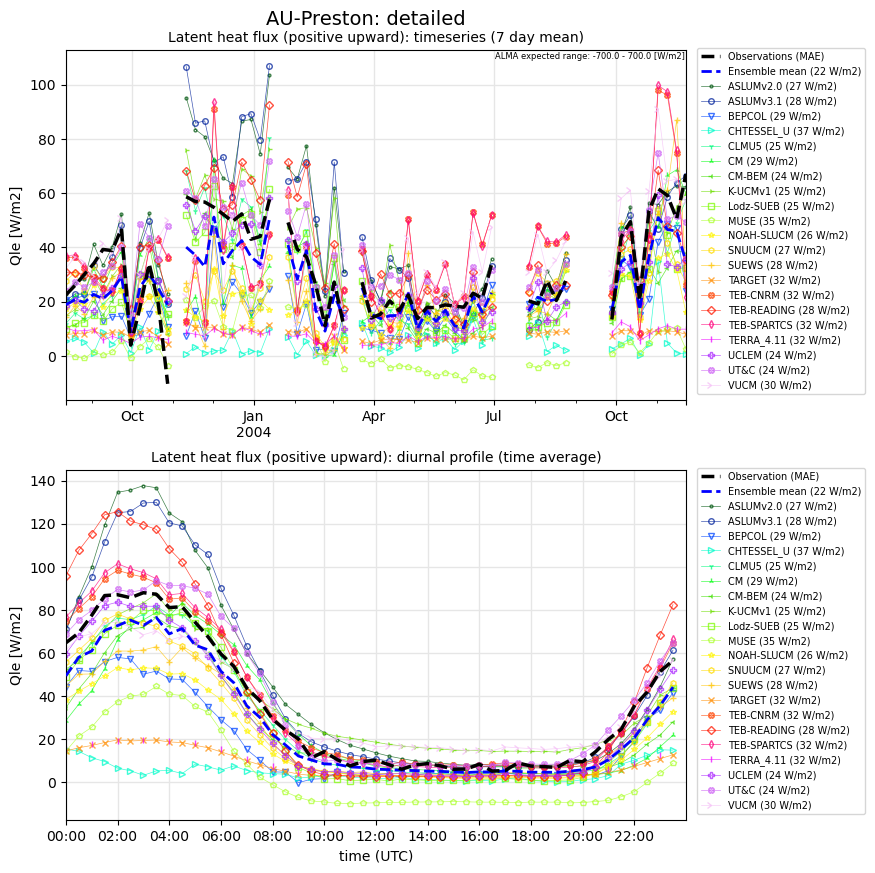 AU-Preston: detailed
Latent heat flux (positive upward): timeseries (7 day mean)
ALMA expected range: -700.0 - 700.0 [W/m2]
Qle [W/m2]
100
80
60
40
20
0
Oct
Jan
2004
Apr
Jul
Oct
Observations (MAE)
Ensemble mean (22 W/m2)
ASLUMv2.0 (27 W/m2)
ASLUMv3.1 (28 W/m2)
BEPCOL (29 W/m2)
CHTESSEL_U (37 W/m2)
CLMU5 (25 W/m2)
CM (29 W/m2)
CM-BEM (24 W/m2)
K-UCMv1 (25 W/m2)
Lodz-SUEB (25 W/m2)
MUSE (35 W/m2)
NOAH-SLUCM (26 W/m2)
SNUUCM (27 W/m2)
SUEWS (28 W/m2)
TARGET (32 W/m2)
TEB-CNRM (32 W/m2)
TEB-READING (28 W/m2)
TEB-SPARTCS (32 W/m2)
TERRA_4.11 (32 W/m2)
UCLEM (24 W/m2)
UT&C (24 W/m2)
VUCM (30 W/m2)
Latent heat flux (positive upward): diurnal profile (time average)
Qle [W/m2]
140
120
100
80
60
40
20
0
00:00
02:00
04:00
06:00
08:00
10:00
12:00
14:00
16:00
18:00
20:00
22:00
time (UTC)
Observation (MAE)
Ensemble mean (22 W/m2)
ASLUMv2.0 (27 W/m2)
ASLUMv3.1 (28 W/m2)
BEPCOL (29 W/m2)
CHTESSEL_U (37 W/m2)
CLMU5 (25 W/m2)
CM (29 W/m2)
CM-BEM (24 W/m2)
K-UCMv1 (25 W/m2)
Lodz-SUEB (25 W/m2)
MUSE (35 W/m2)
NOAH-SLUCM (26 W/m2)
SNUUCM (27 W/m2)
SUEWS (28 W/m2)
TARGET (32 W/m2)
TEB-CNRM (32 W/m2)
TEB-READING (28 W/m2)
TEB-SPARTCS (32 W/m2)
TERRA_4.11 (32 W/m2)
UCLEM (24 W/m2)
UT&C (24 W/m2)
VUCM (30 W/m2)